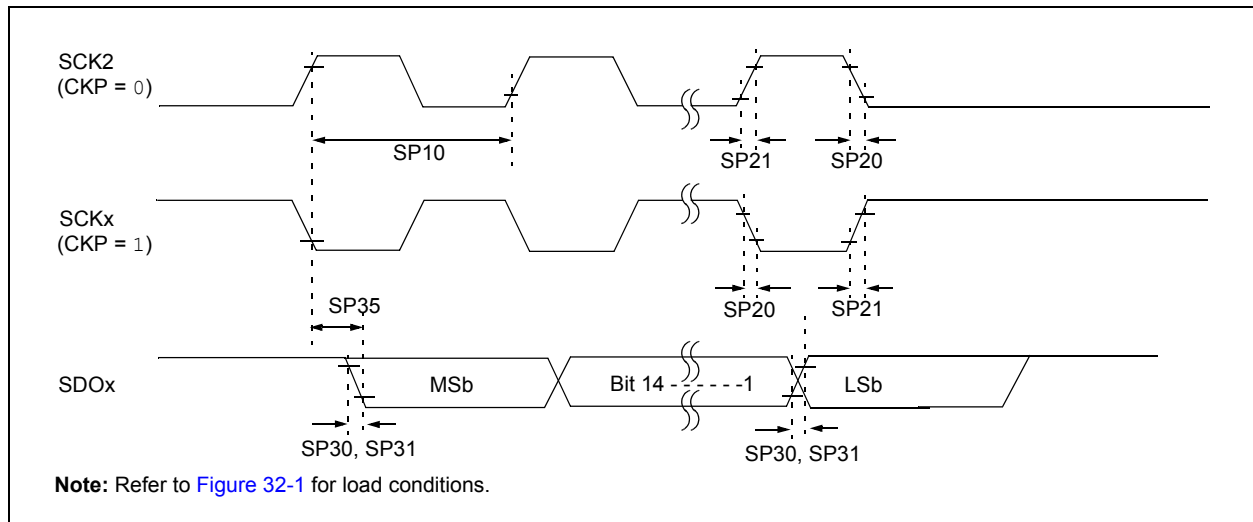 SCK2
(CKP = 0)
SP10
SP21
SP20
SCKx
(CKP = 1)
SP35
SP20
SP21
SDOx
MSb
Bit 14 - - - - - -1
LSb
SP30, SP31
SP30, SP31
Note: Refer to Figure 32-1 for load conditions.